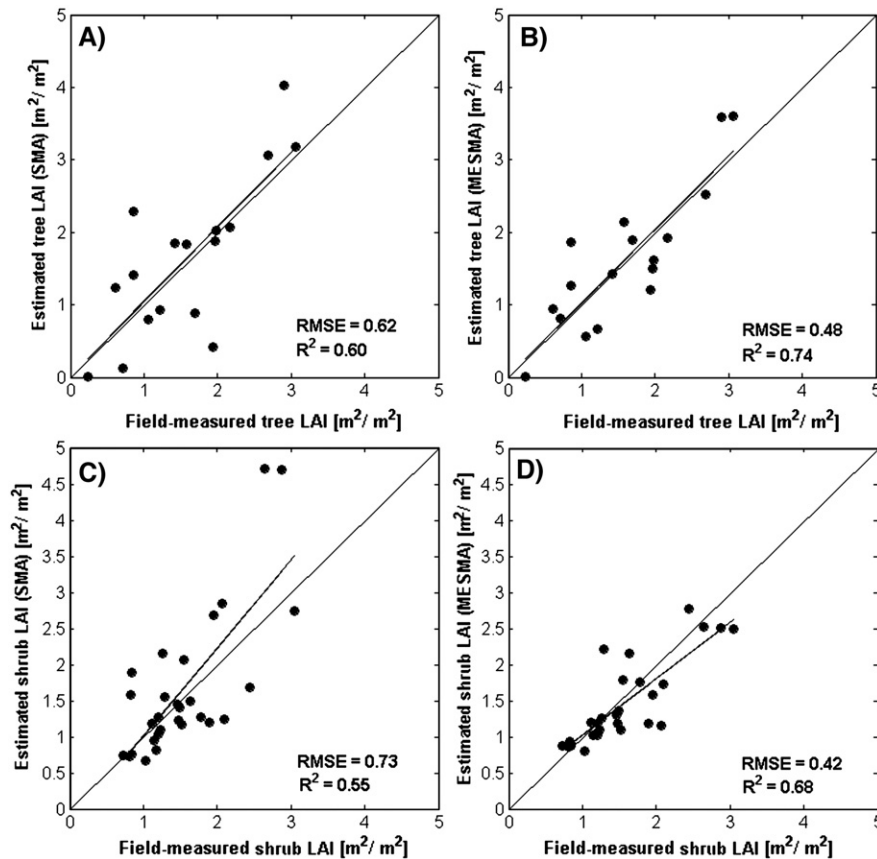 A)
Estimated tree LAI (SMA) [m²/ m²]
5
4
3
2
1
0
RMSE = 0.62
R² = 0.60
0 1 2 3 4 5
Field-measured tree LAI [m²/ m²]
B)
Estimated tree LAI (MESMA) [m²/ m²]
5
4
3
2
1
0
RMSE = 0.48
R² = 0.74
0 1 2 3 4 5
Field-measured tree LAI [m²/ m²]
C)
Estimated shrub LAI (SMA) [m²/ m²]
5
4.5
4
3.5
3
2.5
2
1.5
1
0.5
0
RMSE = 0.73
R² = 0.55
0 1 2 3 4 5
Field-measured shrub LAI [m²/ m²]
D)
Estimated shrub LAI (MESMA) [m²/ m²]
5
4.5
4
3.5
3
2.5
2
1.5
1
0.5
0
RMSE = 0.42
R² = 0.68
0 1 2 3 4 5
Field-measured shrub LAI [m²/ m²]